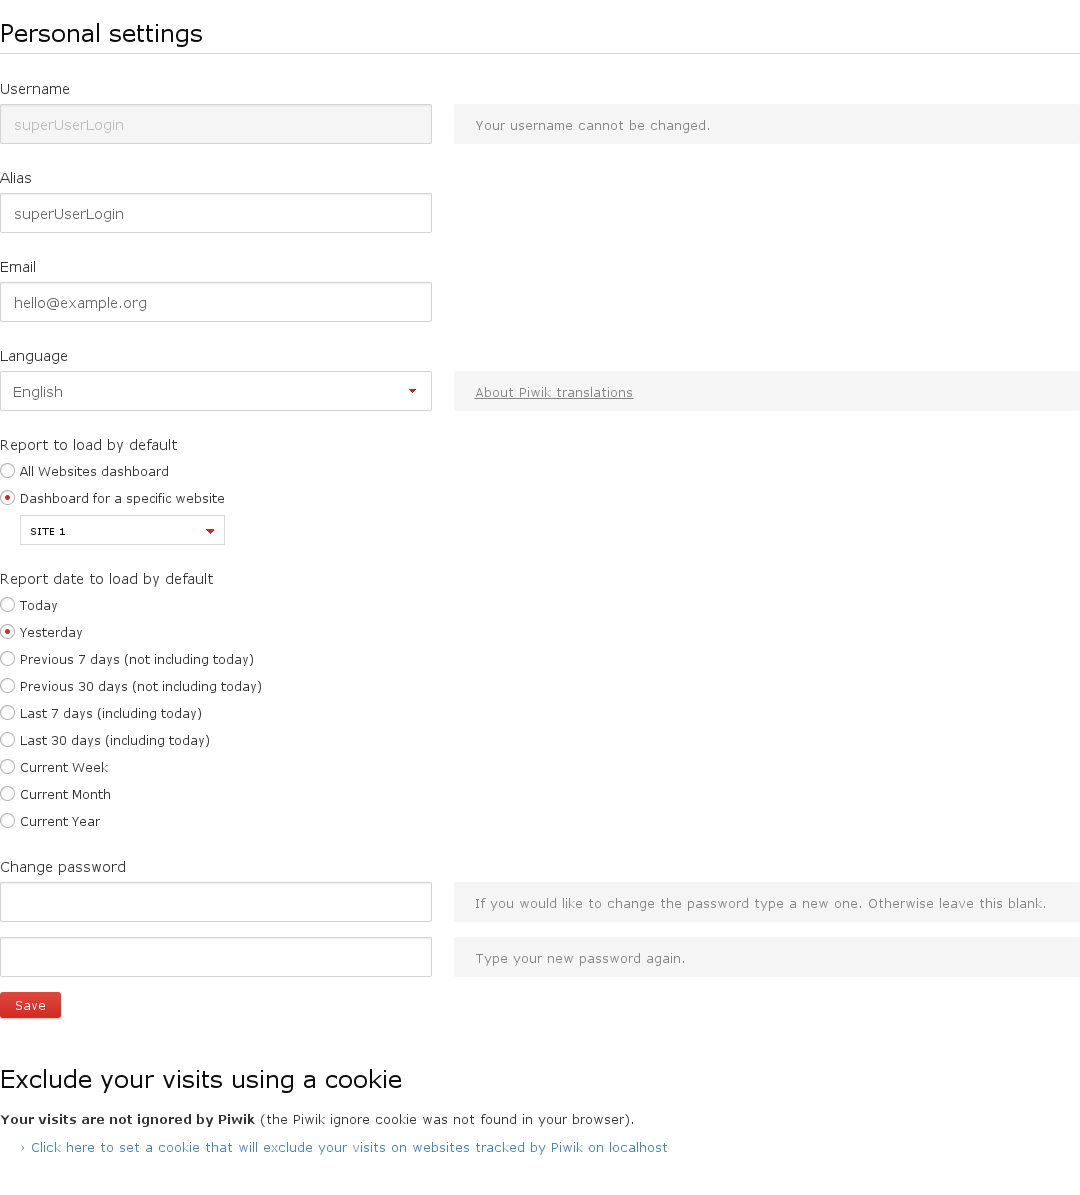 Personal settings
Username
superUserLogin
Your username cannot be changed.
Alias
superUserLogin
Email
hello@example.org
Language
English
About Piwik translations
Report to load by default
All Websites dashboard
Dashboard for a specific website
SITE 1
Report date to load by default
Today
Yesterday
Previous 7 days (not including today)
Previous 30 days (not including today)
Last 7 days (including today)
Last 30 days (including today)
Current Week
Current Month
Current Year
Change password
If you would like to change the password type a new one. Otherwise leave this blank.
Type your new password again.
Save
Exclude your visits using a cookie
Your visits are not ignored by Piwik (the Piwik ignore cookie was not found in your browser).
› Click here to set a cookie that will exclude your visits on websites tracked by Piwik on localhost